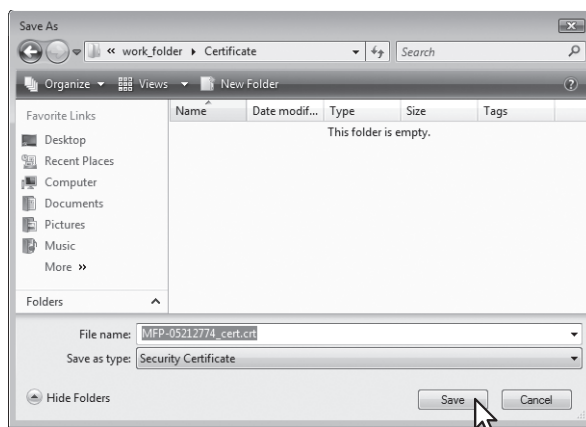 Save As
« work_folder ▸ Certificate Search
Organize Views New Folder
Favorite Links
Desktop
Recent Places
Computer
Documents
Pictures
Music
More »
Folders
Name Date modif... Type Size Tags
This folder is empty.
File name: MFP-05212774_cert.crt
Save as type: Security Certificate
Hide Folders Save Cancel